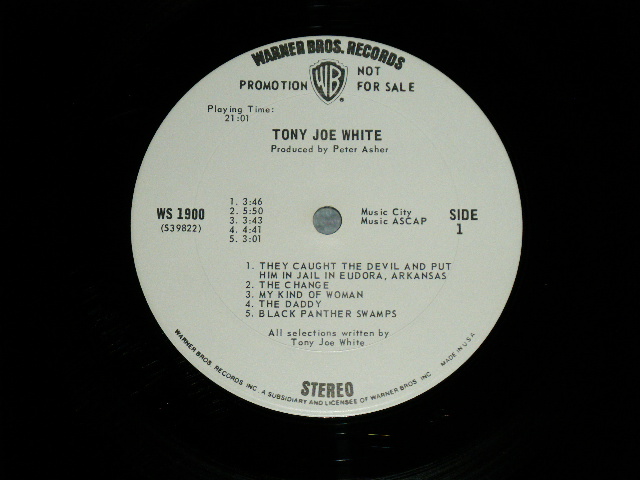 WARNER BROS. RECORDS
PROMOTION NOT FOR SALE
WB
®
Playing Time:
21:01
TONY JOE WHITE
Produced by Peter Asher
WS 1900
(S39822)
1. 3:46
2. 5:50
3. 3:43
4. 4:41
5. 3:01
Music City
Music ASCAP
SIDE
1
1. THEY CAUGHT THE DEVIL AND PUT
HIM IN JAIL IN EUDORA, ARKANSAS
2. THE CHANGE
3. MY KIND OF WOMAN
4. THE DADDY
5. BLACK PANTHER SWAMPS
All selections written by
Tony Joe White
STEREO
WARNER BROS. RECORDS INC. A SUBSIDIARY AND LICENSEE OF WARNER BROS. INC.
MADE IN U.S.A.